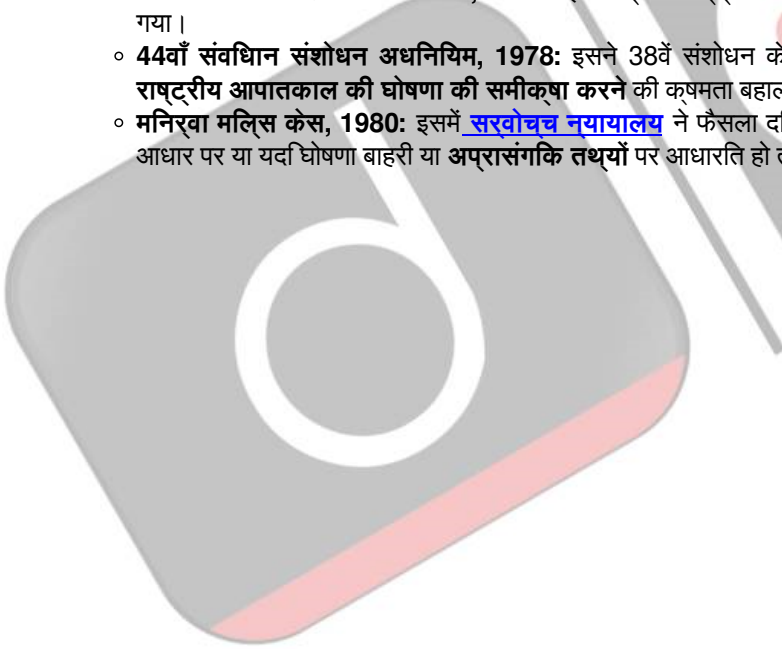 गया।
44वाँ संविधान संशोधन अधिनियम, 1978: इसने 38वें संशोधन के
राष्ट्रीय आपातकाल की घोषणा की समीक्षा करने की क्षमता बहाल
मिनर्वा मिल्स केस, 1980: इसमें सर्वोच्च न्यायालय ने फैसला
आधार पर या यदि घोषणा बाहरी या अप्रासंगिक तथ्यों पर आधारित हो